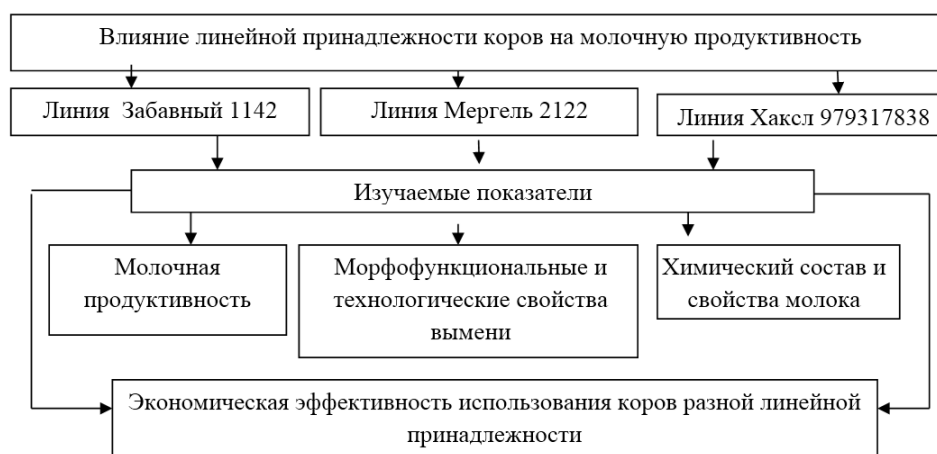 Влияние линейной принадлежности коров на молочную продуктивность
Линия Забавный 1142
Линия Мергель 2122
Линия Хаксл 979317838
Изучаемые показатели
Молочная
продуктивность
Морфофункциональные и
технологические свойства
вымени
Химический состав и
свойства молока
Экономическая эффективность использования коров разной линейной
принадлежности